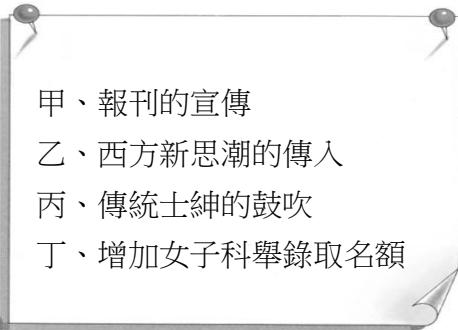 甲、報刊的宣傳
乙、西方新思潮的傳入
丙、傳統士紳的鼓吹
丁、增加女子科舉錄取名額